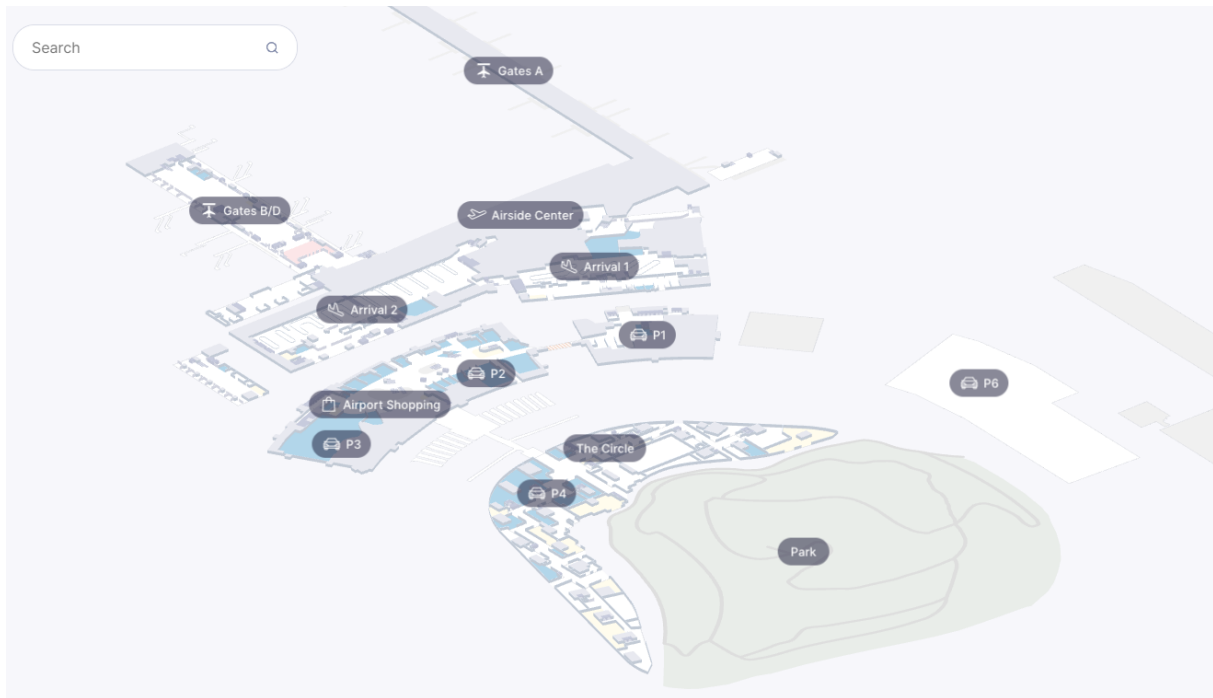 Search
Gates A
Gates B/D
Airside Center
Arrival 1
Arrival 2
P1
P2
P6
Airport Shopping
P3
The Circle
P4
Park